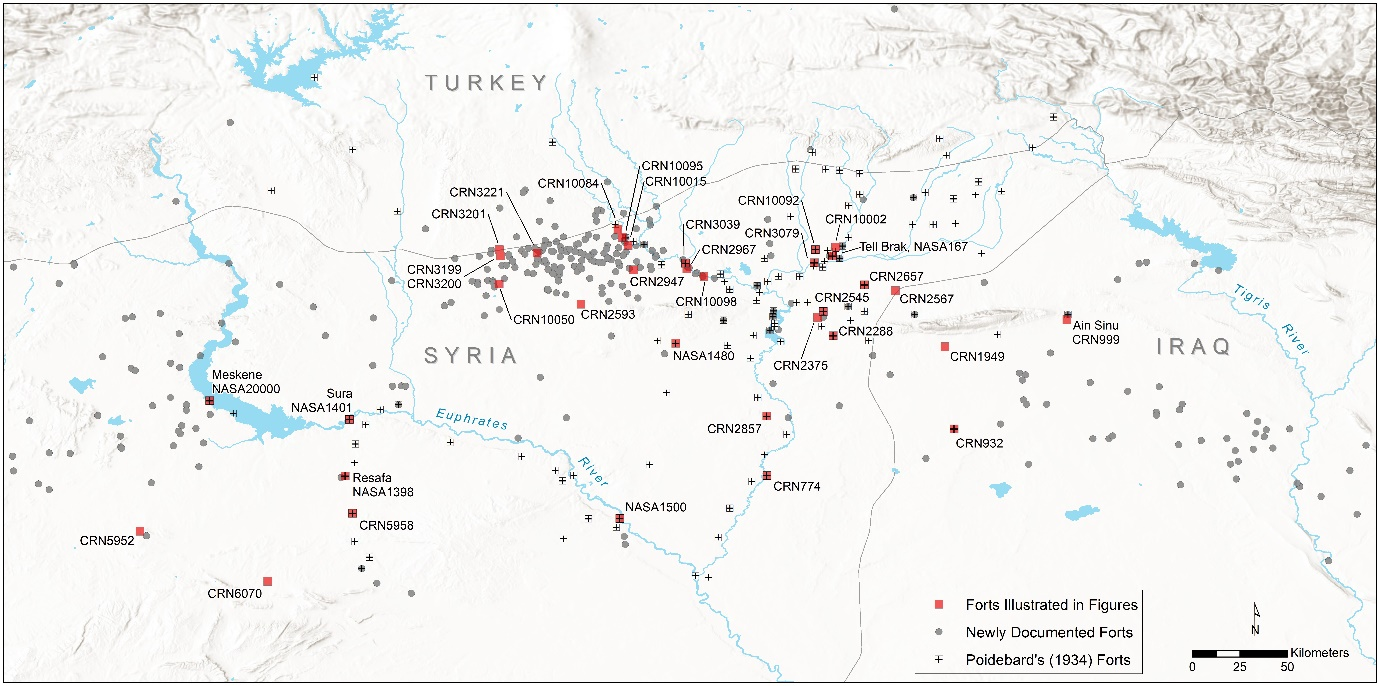 TURKEY
CRN10095
CRN10084
CRN10015
CRN3221
CRN10092
CRN3201
CRN3039
CRN10002
CRN3079
CRN2967
Tell Brak, NASA167
CRN3199
CRN3200
CRN2947
CRN2657
CRN10098
CRN2545
CRN2567
Tigris
River
CRN10050
CRN2593
CRN2288
Ain Sinu
CRN999
SYRIA
NASA1480
CRN2375
CRN1949
IRAQ
Meskene
NASA20000
Sura
NASA1401
Euphrates
River
CRN2857
CRN932
Resafa
NASA1398
CRN774
CRN5958
NASA1500
CRN5952
CRN6070
Forts Illustrated in Figures
Newly Documented Forts
Poidebard's (1934) Forts
N
Kilometers
0 25 50